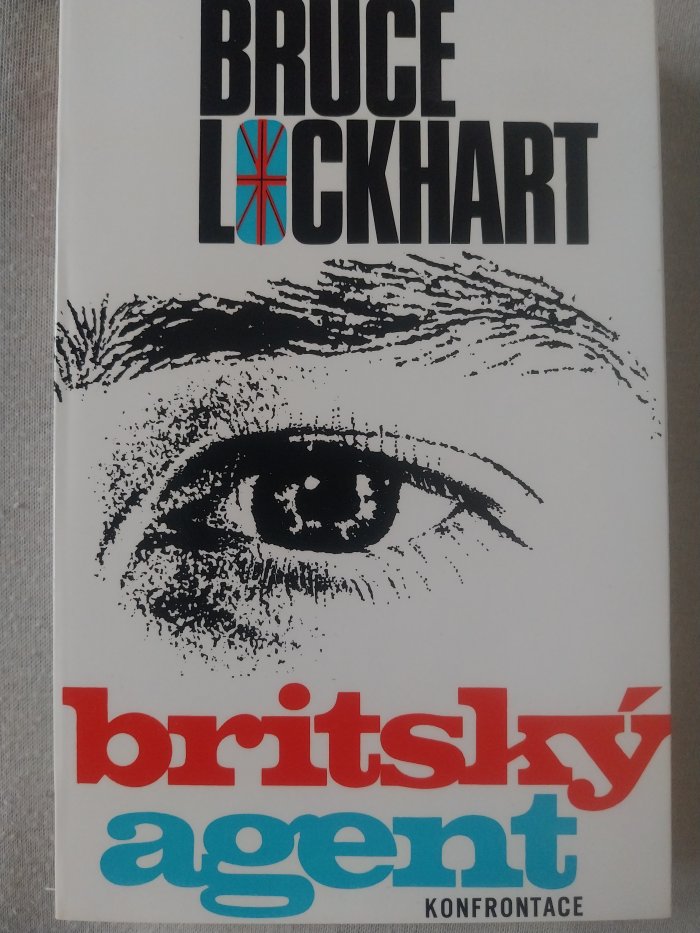 BRUCE
LOCKHART
britský
agent
KONFRONTACE